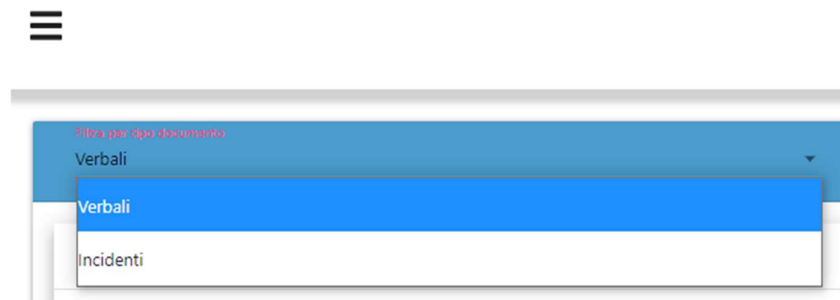 Filtra per tipo documento
Verbali
Verbali
Incidenti